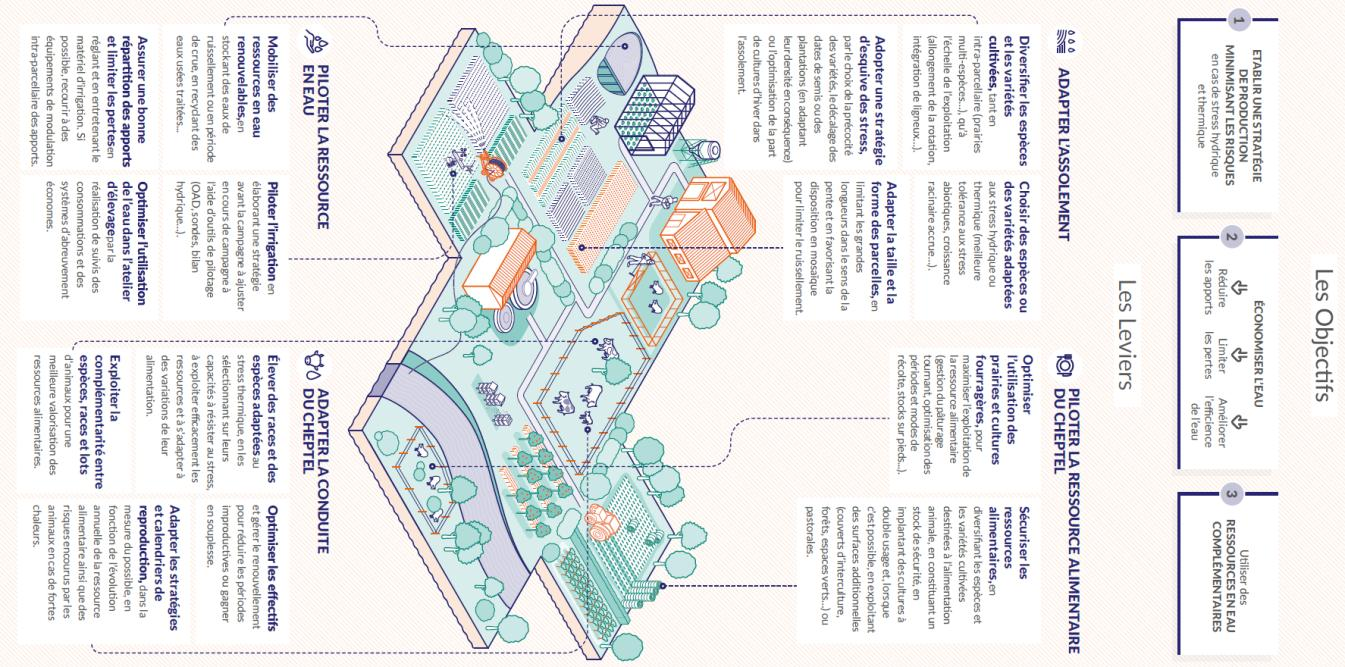 Les Objectifs
1
ETABLIR UNE STRATÉGIE
DE PRODUCTION
MINIMISANT LES RISQUES
en cas de stress hydrique
et thermique
2
ÉCONOMISER L'EAU
Réduire
les apports
Limiter
les pertes
Améliorer
l'efficience
de l'eau
3
Utiliser des
RESSOURCES EN EAU
COMPLÉMENTAIRES
Les Leviers
ADAPTER L'ASSOLEMENT
Diversifier les espèces
et les variétés
cultivées, tant en
intra-parcellaire (prairies
multi-espèces...), qu'à
l'échelle de l'exploitation
(allongement de la rotation,
intégration de ligneux...).
Choisir des espèces ou
des variétés adaptées
aux stress hydrique ou
thermique (meilleure
tolérance aux stress
abiotiques, croissance
racinaire accrue...).
Adopter une stratégie
d'esquive des stress,
par le choix de la précocité
des variétés, le décalage des
dates de semis ou des
plantations (en adaptant
leur densité en conséquence)
ou l'optimisation de la part
de cultures d'hiver dans
l'assolement.
Adapter la taille et la
forme des parcelles, en
limitant les grandes
longueurs dans le sens de la
pente et en favorisant la
disposition en mosaïque
pour limiter le ruissellement.
PILOTER LA RESSOURCE ALIMENTAIRE
DU CHEPTEL
Optimiser
l'utilisation des
prairies et cultures
fourragères, pour
maximiser l'exploitation de
la ressource alimentaire
(gestion du pâturage
tournant, optimisation des
périodes et modes de
récolte, stocks sur pied...).
Sécuriser les
ressources
alimentaires, en
diversifiant les espèces et
les variétés cultivées
destinées à l'alimentation
animale, en constituant un
stock de sécurité, en
implantant des cultures à
double usage et, lorsque
c'est possible, en exploitant
des surfaces additionnelles
(couverts d'interculture,
forêts, espaces verts...) ou
pastorales.
PILOTER LA RESSOURCE
EN EAU
Mobiliser des
ressources en eau
renouvelables, en
stockant des eaux de
ruissellement ou en période
de crue, en recyclant des
eaux usées traitées...
Piloter l'irrigation en
élaborant une stratégie
avant la campagne à ajuster
en cours de campagne à
l'aide d'outils de pilotage
(OAD, sondes, bilan
hydrique...).
Assurer une bonne
répartition des apports
et limiter les pertes en
réglant et en entretenant le
matériel d'irrigation. Si
possible, recourir à des
équipements de modulation
intra-parcellaire des apports.
Optimiser l'utilisation
de l'eau dans l'atelier
d'élevage par la
réalisation de suivis des
consommations et des
systèmes d'abreuvement
économes.
ADAPTER LA CONDUITE
DU CHEPTEL
Élever des races et des
espèces adaptées au
stress thermique, en les
sélectionnant sur leurs
capacités à résister au stress,
à exploiter efficacement les
ressources et à s'adapter à
des variations de leur
alimentation.
Optimiser les effectifs
et gérer le renouvellement
pour réduire les périodes
improductives ou gagner
en souplesse.
Exploiter la
complémentarité entre
espèces, races et lots
d'animaux pour une
meilleure valorisation des
ressources alimentaires.
Adapter les stratégies
et calendriers de
reproduction, dans la
mesure du possible, en
fonction de l'évolution
annuelle de la ressource
alimentaire ainsi que des
risques encourus par les
animaux en cas de fortes
chaleurs.